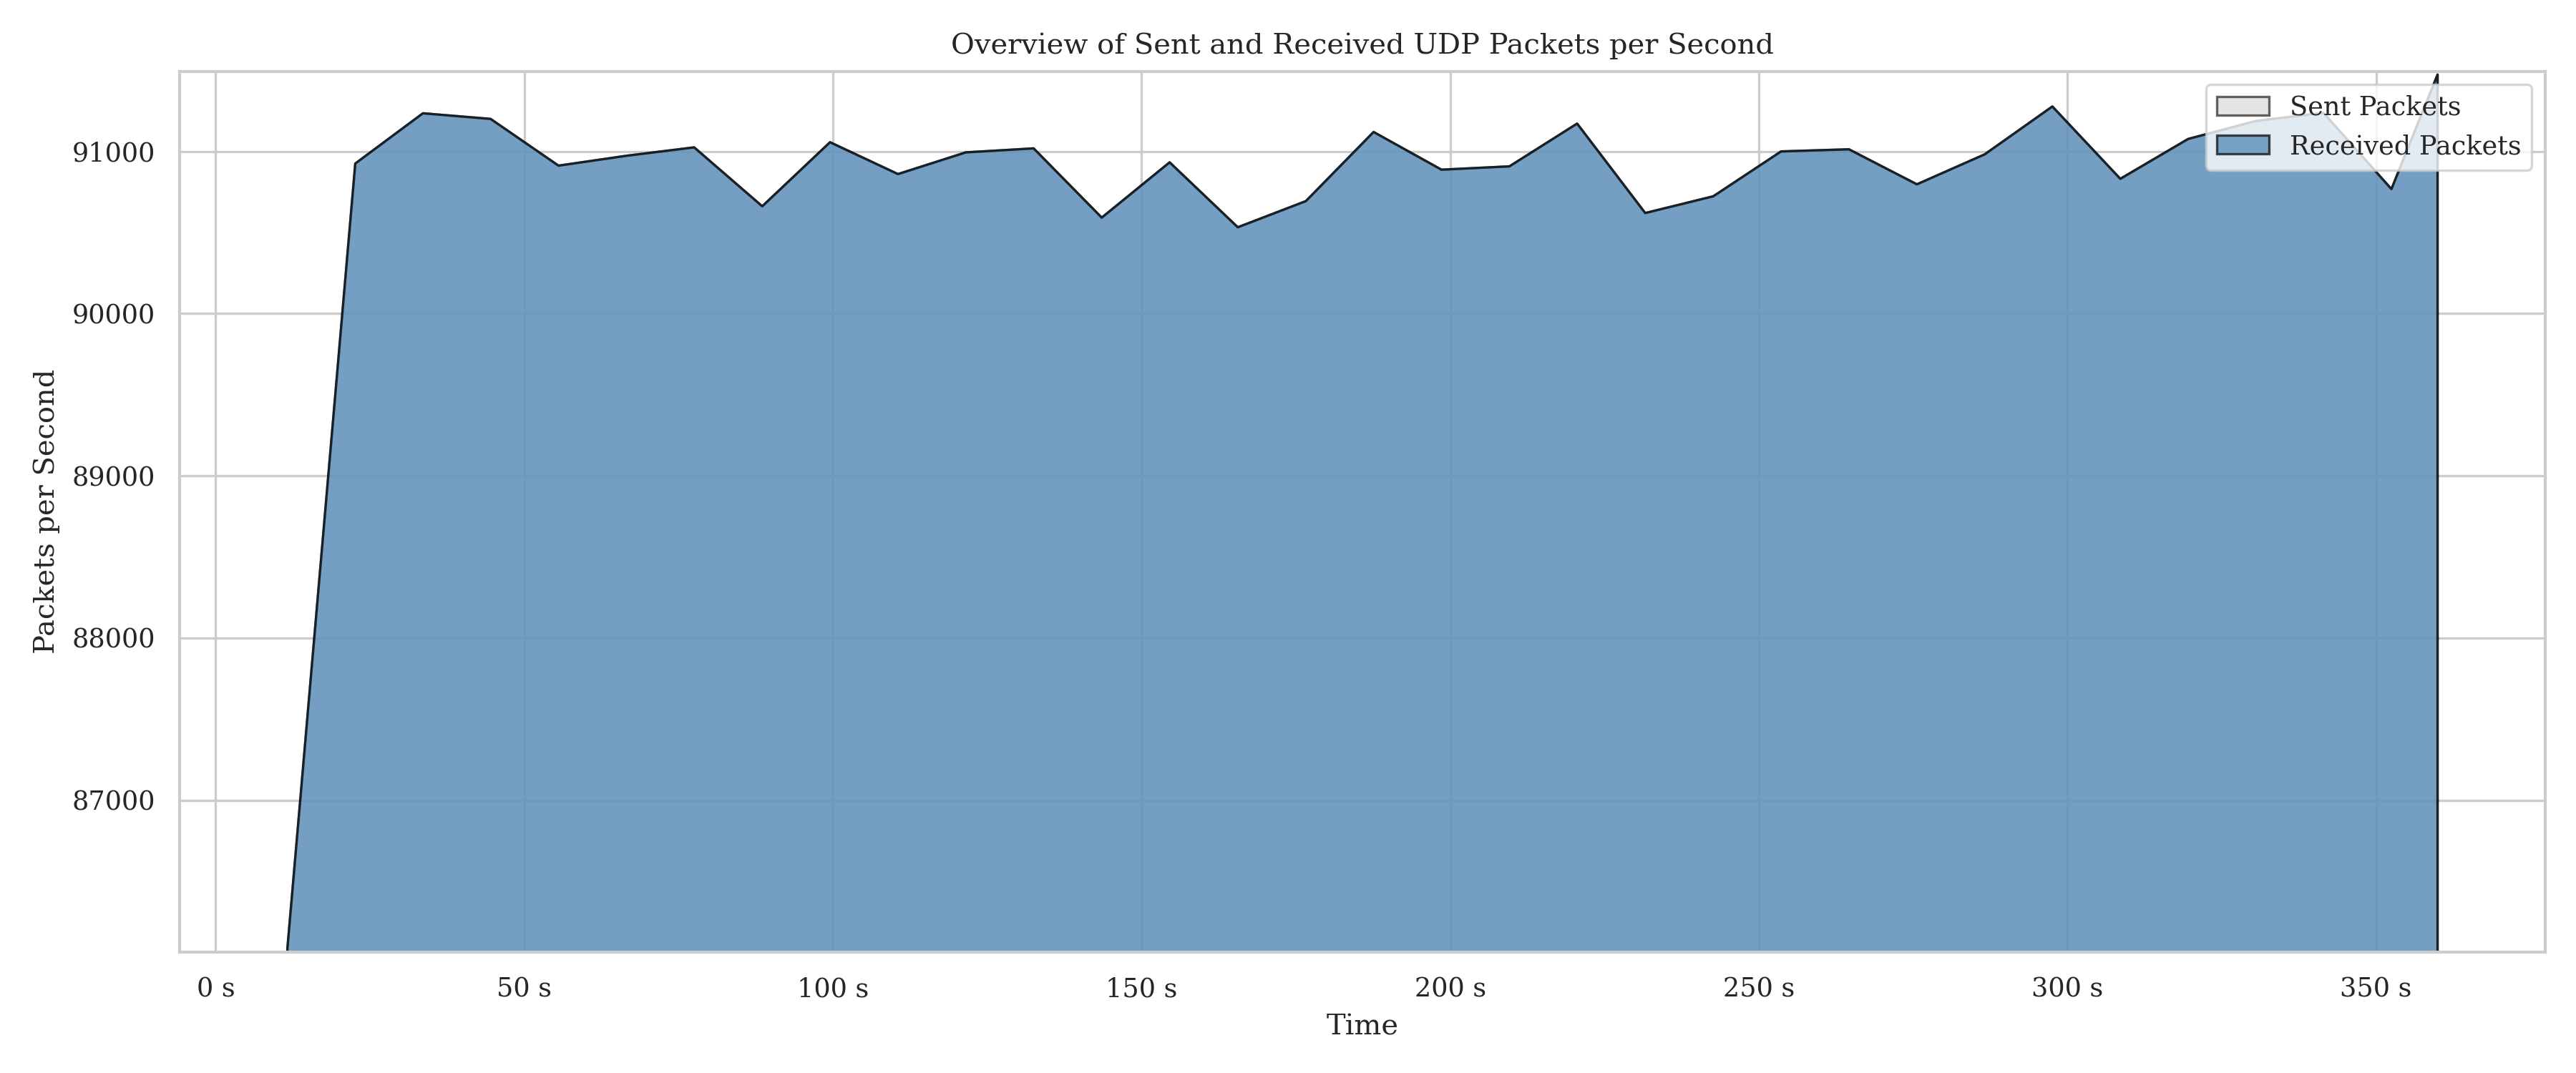 Overview of Sent and Received UDP Packets per Second
Sent Packets
Received Packets
Packets per Second
91000
90000
89000
88000
87000
0 s
50 s
100 s
150 s
200 s
250 s
300 s
350 s
Time